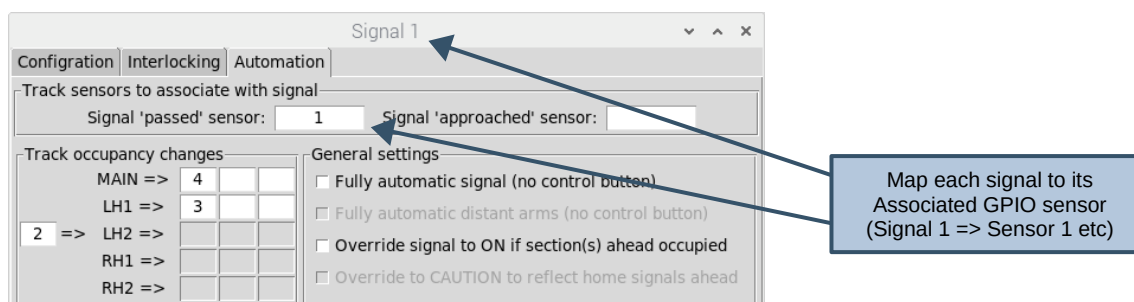 Signal 1
Configration Interlocking Automation
Track sensors to associate with signal
Signal 'passed' sensor: 1 Signal 'approached' sensor:
Track occupancy changes
MAIN => 4
LH1 => 3
2 => LH2 =>
RH1 =>
RH2 =>
General settings
Fully automatic signal (no control button)
Fully automatic distant arms (no control button)
Override signal to ON if section(s) ahead occupied
Override to CAUTION to reflect home signals ahead
Map each signal to its
Associated GPIO sensor
(Signal 1 => Sensor 1 etc)